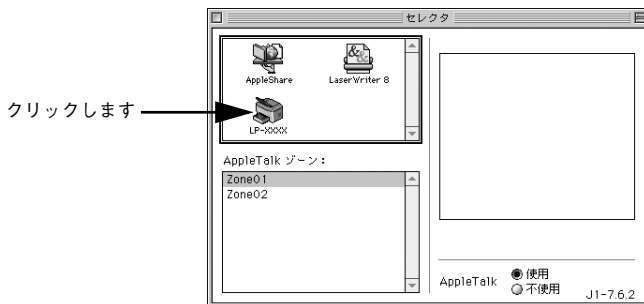 セレクタ
AppleShare
LaserWriter 8
クリックします
LP-XXXX
AppleTalk ゾーン：
Zone01
Zone02
AppleTalk
使用
不使用
J1-7.6.2